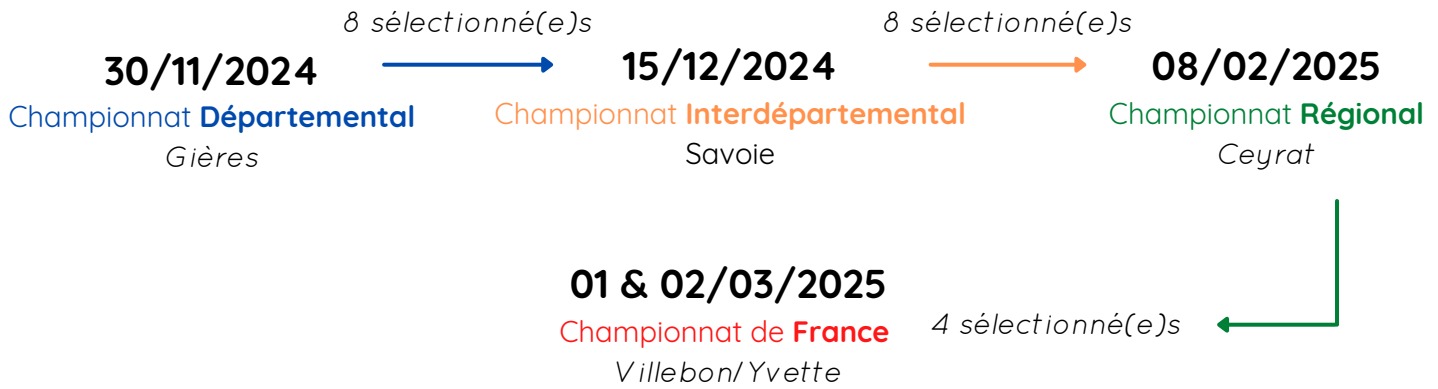 8 sélectionné(e)s
8 sélectionné(e)s
30/11/2024
15/12/2024
08/02/2025
Championnat Départemental
Championnat Interdépartemental
Championnat Régional
Gières
Savoie
Ceyrat
01 & 02/03/2025
Championnat de France
4 sélectionné(e)s
Villebon/Yvette